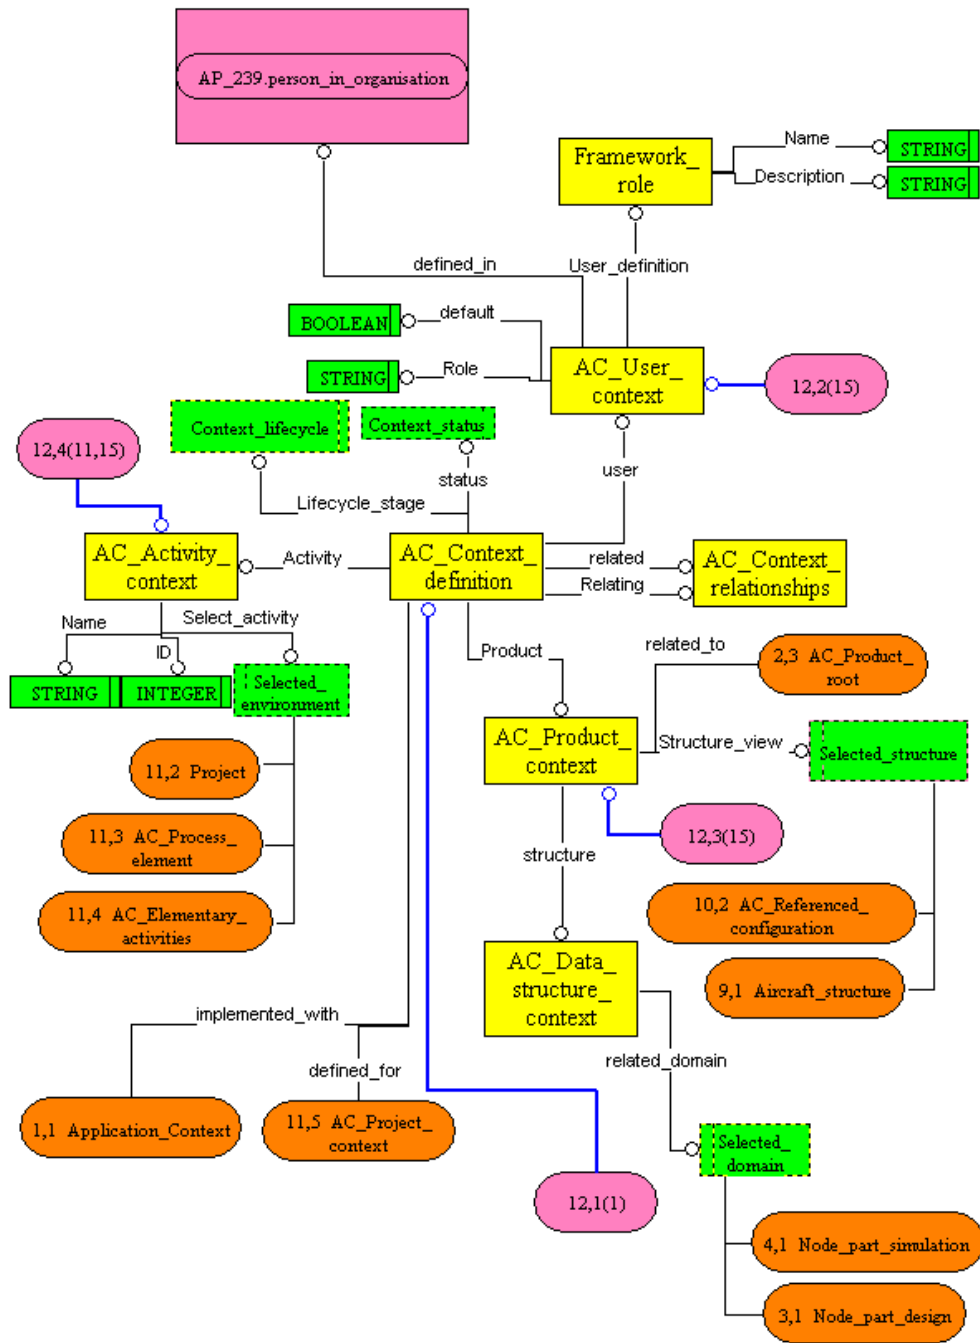 AP_239.person_in_organisation
Framework_
role
Name
STRING
Description
STRING
defined_in
User_definition
BOOLEAN
default
STRING
Role
AC_User_
context
12,2(15)
Context_lifecycle
Context_status
12,4(11,15)
status
user
Lifecycle_stage
AC_Activity_
context
Activity
AC_Context_
definition
related
Relating
AC_Context_
relationships
Name
ID
Select_activity
STRING
INTEGER
Selected_
environment
Product
related_to
2,3 AC_Product_
root
AC_Product_
context
Structure_view
Selected_structure
11,2 Project
11,3 AC_Process_
element
11,4 AC_Elementary_
activities
12,3(15)
structure
10,2 AC_Referenced_
configuration
9,1 Aircraft_structure
AC_Data_
structure_
context
implemented_with
defined_for
related_domain
1,1 Application_Context
11,5 AC_Project_
context
Selected_
domain
12,1(1)
4,1 Node_part_simulation
3,1 Node_part_design